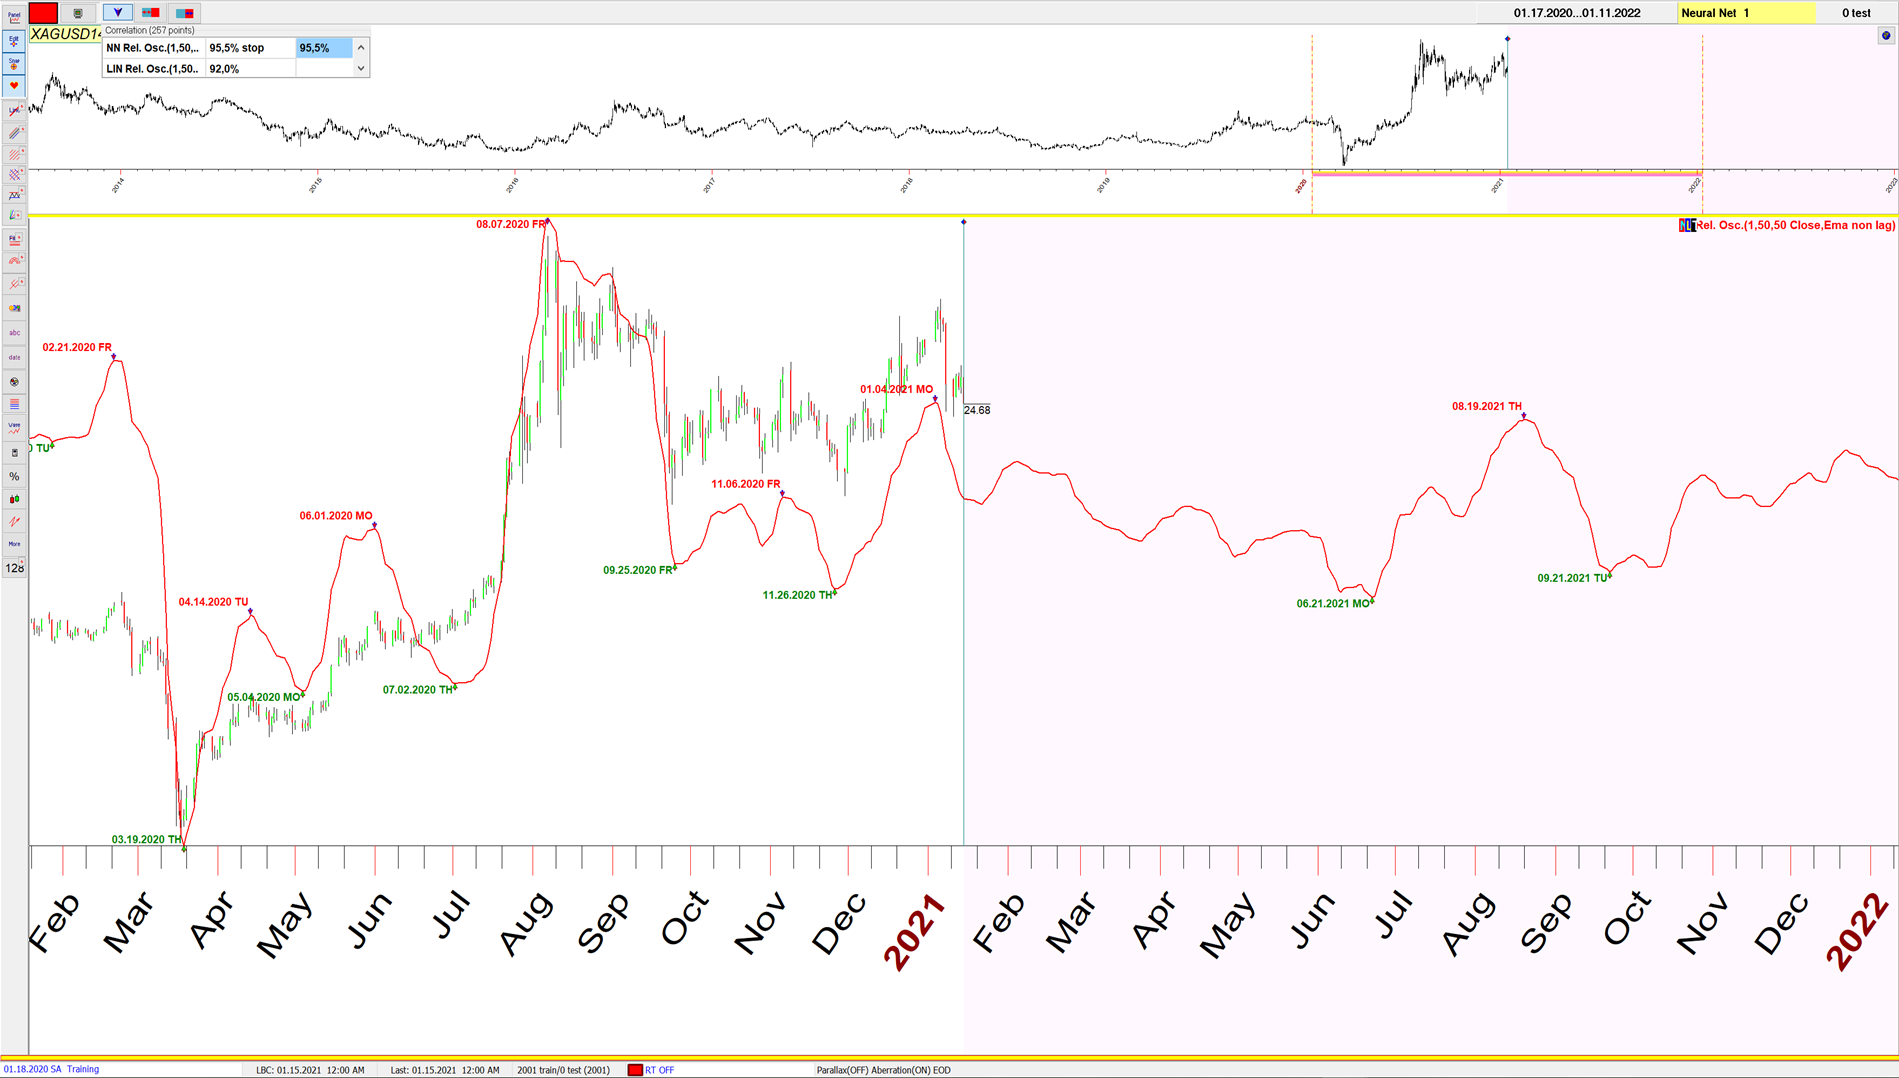 Panel
01.17.2020...01.11.2022
Neural Net 1
0 test
XAGUSD14
Correlation (257 points)
NN Rel. Osc.(1,50,..
95,5% stop
95,5%
LIN Rel. Osc.(1,50..
92,0%
2014
2015
2016
2017
2018
2019
2020
2021
2022
2023
Rel. Osc.(1,50,50 Close,Ema non lag)
08.07.2020 FR
02.21.2020 FR
01.04.2021 MO
24.68
08.19.2021 TH
0 TU
11.06.2020 FR
06.01.2020 MO
09.25.2020 FR
09.21.2021 TU
04.14.2020 TU
11.26.2020 TH
06.21.2021 MO
05.04.2020 MO
07.02.2020 TH
03.19.2020 TH
abc
date
%
More
128
Feb
Mar
Apr
May
Jun
Jul
Aug
Sep
Oct
Nov
Dec
2021
Feb
Mar
Apr
May
Jun
Jul
Aug
Sep
Oct
Nov
Dec
2022
01.18.2020 SA Training
LBC: 01.15.2021 12:00 AM
Last: 01.15.2021 12:00 AM
2001 train/0 test (2001)
RT OFF
Parallax(OFF) Aberration(ON) EOD